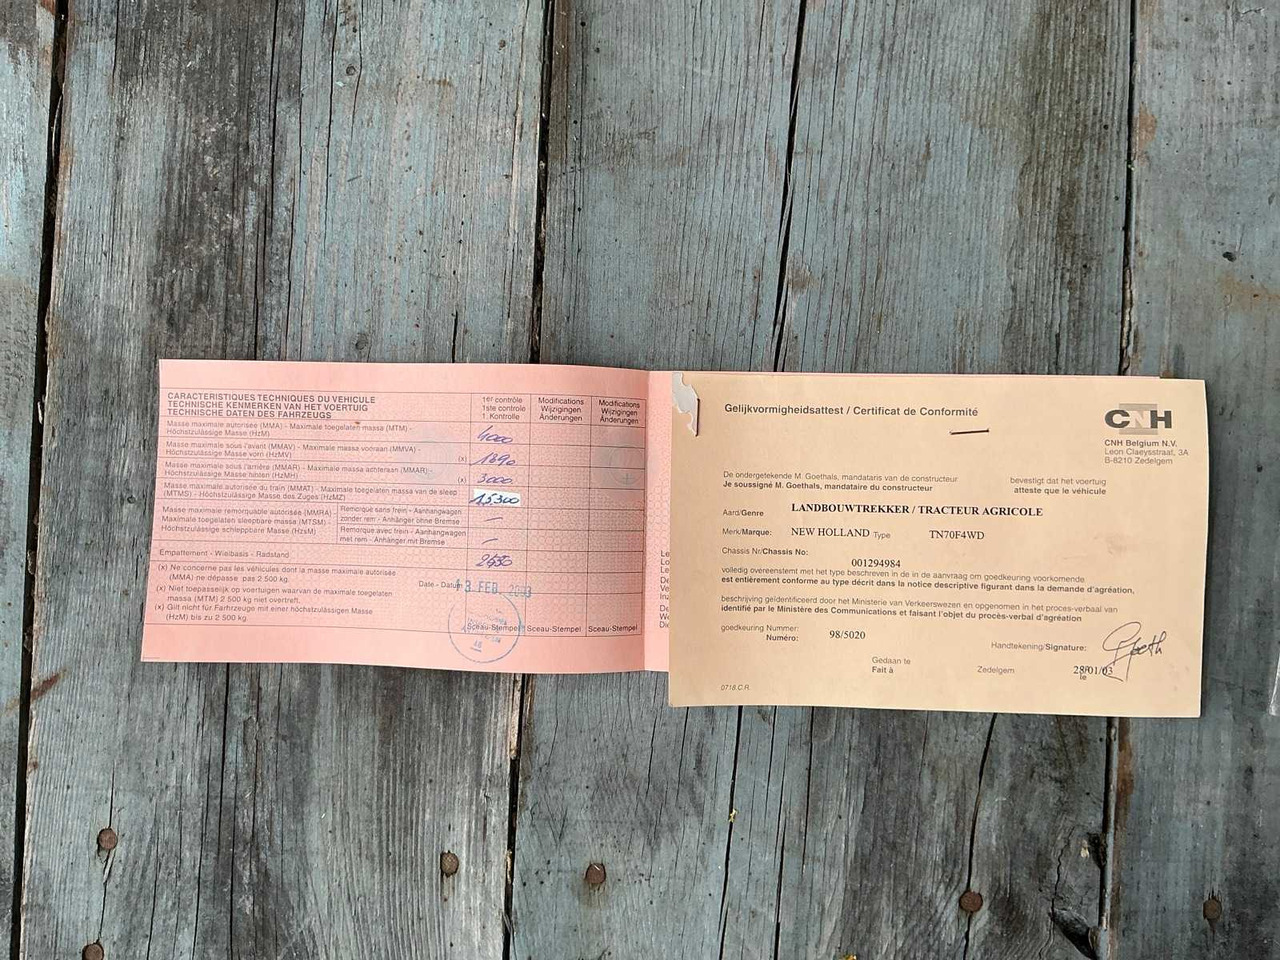 CARACTERISTIQUES TECHNIQUES DU VEHICULE
TECHNISCHE KENMERKEN VAN HET VOERTUIG
TECHNISCHE DATEN DES FAHRZEUGS
1er contrôle
1ste controle
1. Kontrolle
Modifications
Wijzigingen
Änderungen
Modifications
Wijzigingen
Änderungen
Masse maximale autorisée (MMA) - Maximale toegelaten massa (MTM) -
Höchstzulässige Masse (HzM)
4000
Masse maximale sous l'avant (MMAV) - Maximale massa vooraan (MMVA) -
Höchstzulässige Masse vorn (HzMV)
(x)
1890
Masse maximale sous l'arrière (MMAR) - Maximale massa achteraan (MMAR) -
Höchstzulässige Masse hinten (HzMH)
(x)
3000
Masse maximale autorisée du train (MMAT) - Maximale toegelaten massa van de sleep
(MTMS) - Höchstzulässige Masse des Zuges (HzMZ)
15300
Masse maximale remorquable autorisée (MMRA)
Maximale toegelaten sleepbare massa (MTSM) -
Höchstzulässige schleppbare Masse (HzsM)
Remorque sans frein - Aanhangwagen
zonder rem - Anhänger ohne Bremse
—
Remorque avec frein - Aanhangwagen
met rem - Anhänger mit Bremse
—
Empattement - Wielbasis - Radstand
(x) Ne concerne pas les véhicules dont la masse maximale autorisée
(MMA) ne dépasse pas 2 500 kg.
(x) Niet toepasselijk op voertuigen waarvan de maximale toegelaten
massa (MTM) 2 500 kg niet overtreft.
(x) Gilt nicht für Fahrzeuge mit einer höchstzulässigen Masse
(HzM) bis zu 2 500 kg.
Date - Datum
13 FEB. 2003
Sceau-Stempel
Sceau-Stempel
Sceau-Stempel
Gelijkvormigheidsattest / Certificat de Conformité
CNH
CNH Belgium N.V.
Leon Claeysstraat, 3A
B-8210 Zedelgem
De ondergetekende M. Goethals, mandataris van de constructeur
bevestigt dat het voertuig
Je soussigné M. Goethals, mandataire du constructeur
atteste que le véhicule
Aard/Genre
LANDBOUWTREKKER / TRACTEUR AGRICOLE
Merk/Marque:
NEW HOLLAND
Type
TN70F4WD
Chassis Nr/Chassis No:
001294984
volledig overeenstemt met het type beschreven in de in de aanvraag om goedkeuring voorkomende
est entièrement conforme au type décrit dans la notice descriptive figurant dans la demande d'agréation,
beschrijving geïdentificeerd door het Ministerie van Verkeerswezen en opgenomen in het proces-verbaal van
identifié par le Ministère des Communications et faisant l'objet du procès-verbal d'agréation
goedkeuring Nummer:
Numéro:
98/5020
Handtekening/Signature:
Gedaan te
Fait à
Zedelgem
28/01/03
le
0718.C.R.